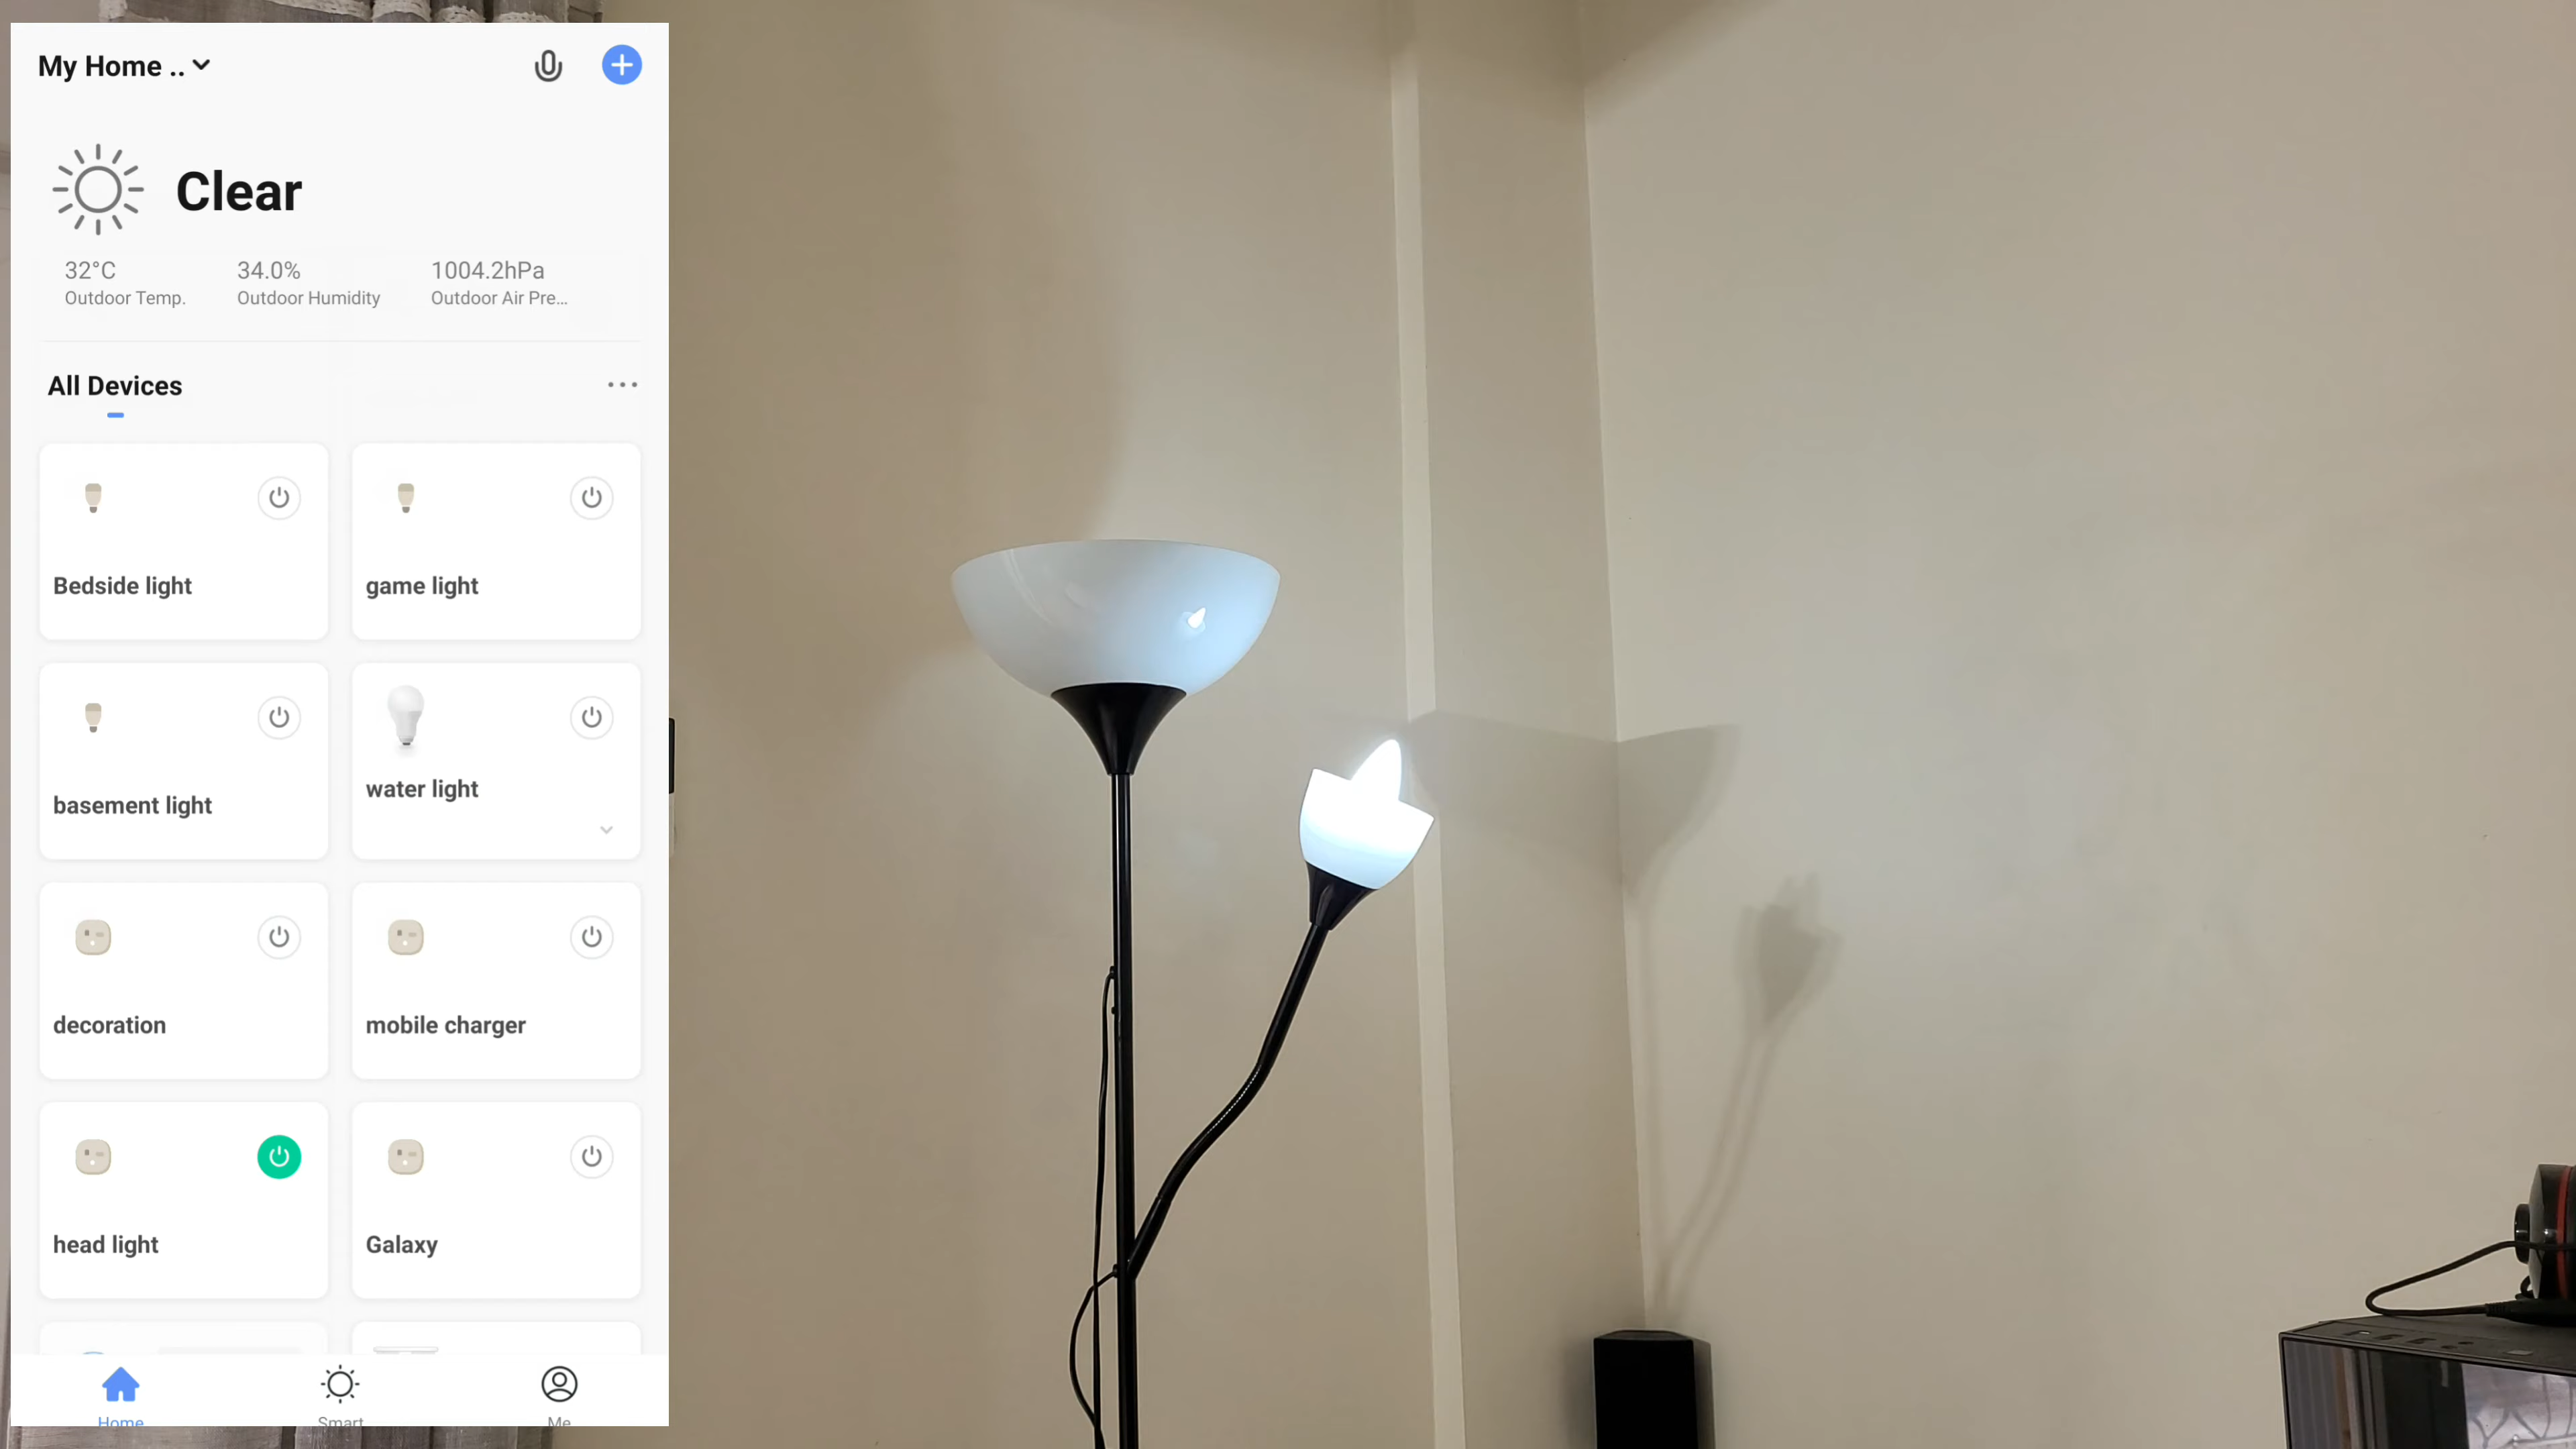 My Home ..
Clear
32°C 34.0% 1004.2hPa
Outdoor Temp. Outdoor Humidity Outdoor Air Pre...
All Devices
Bedside light game light
basement light water light
decoration mobile charger
head light Galaxy
Home Smart Me